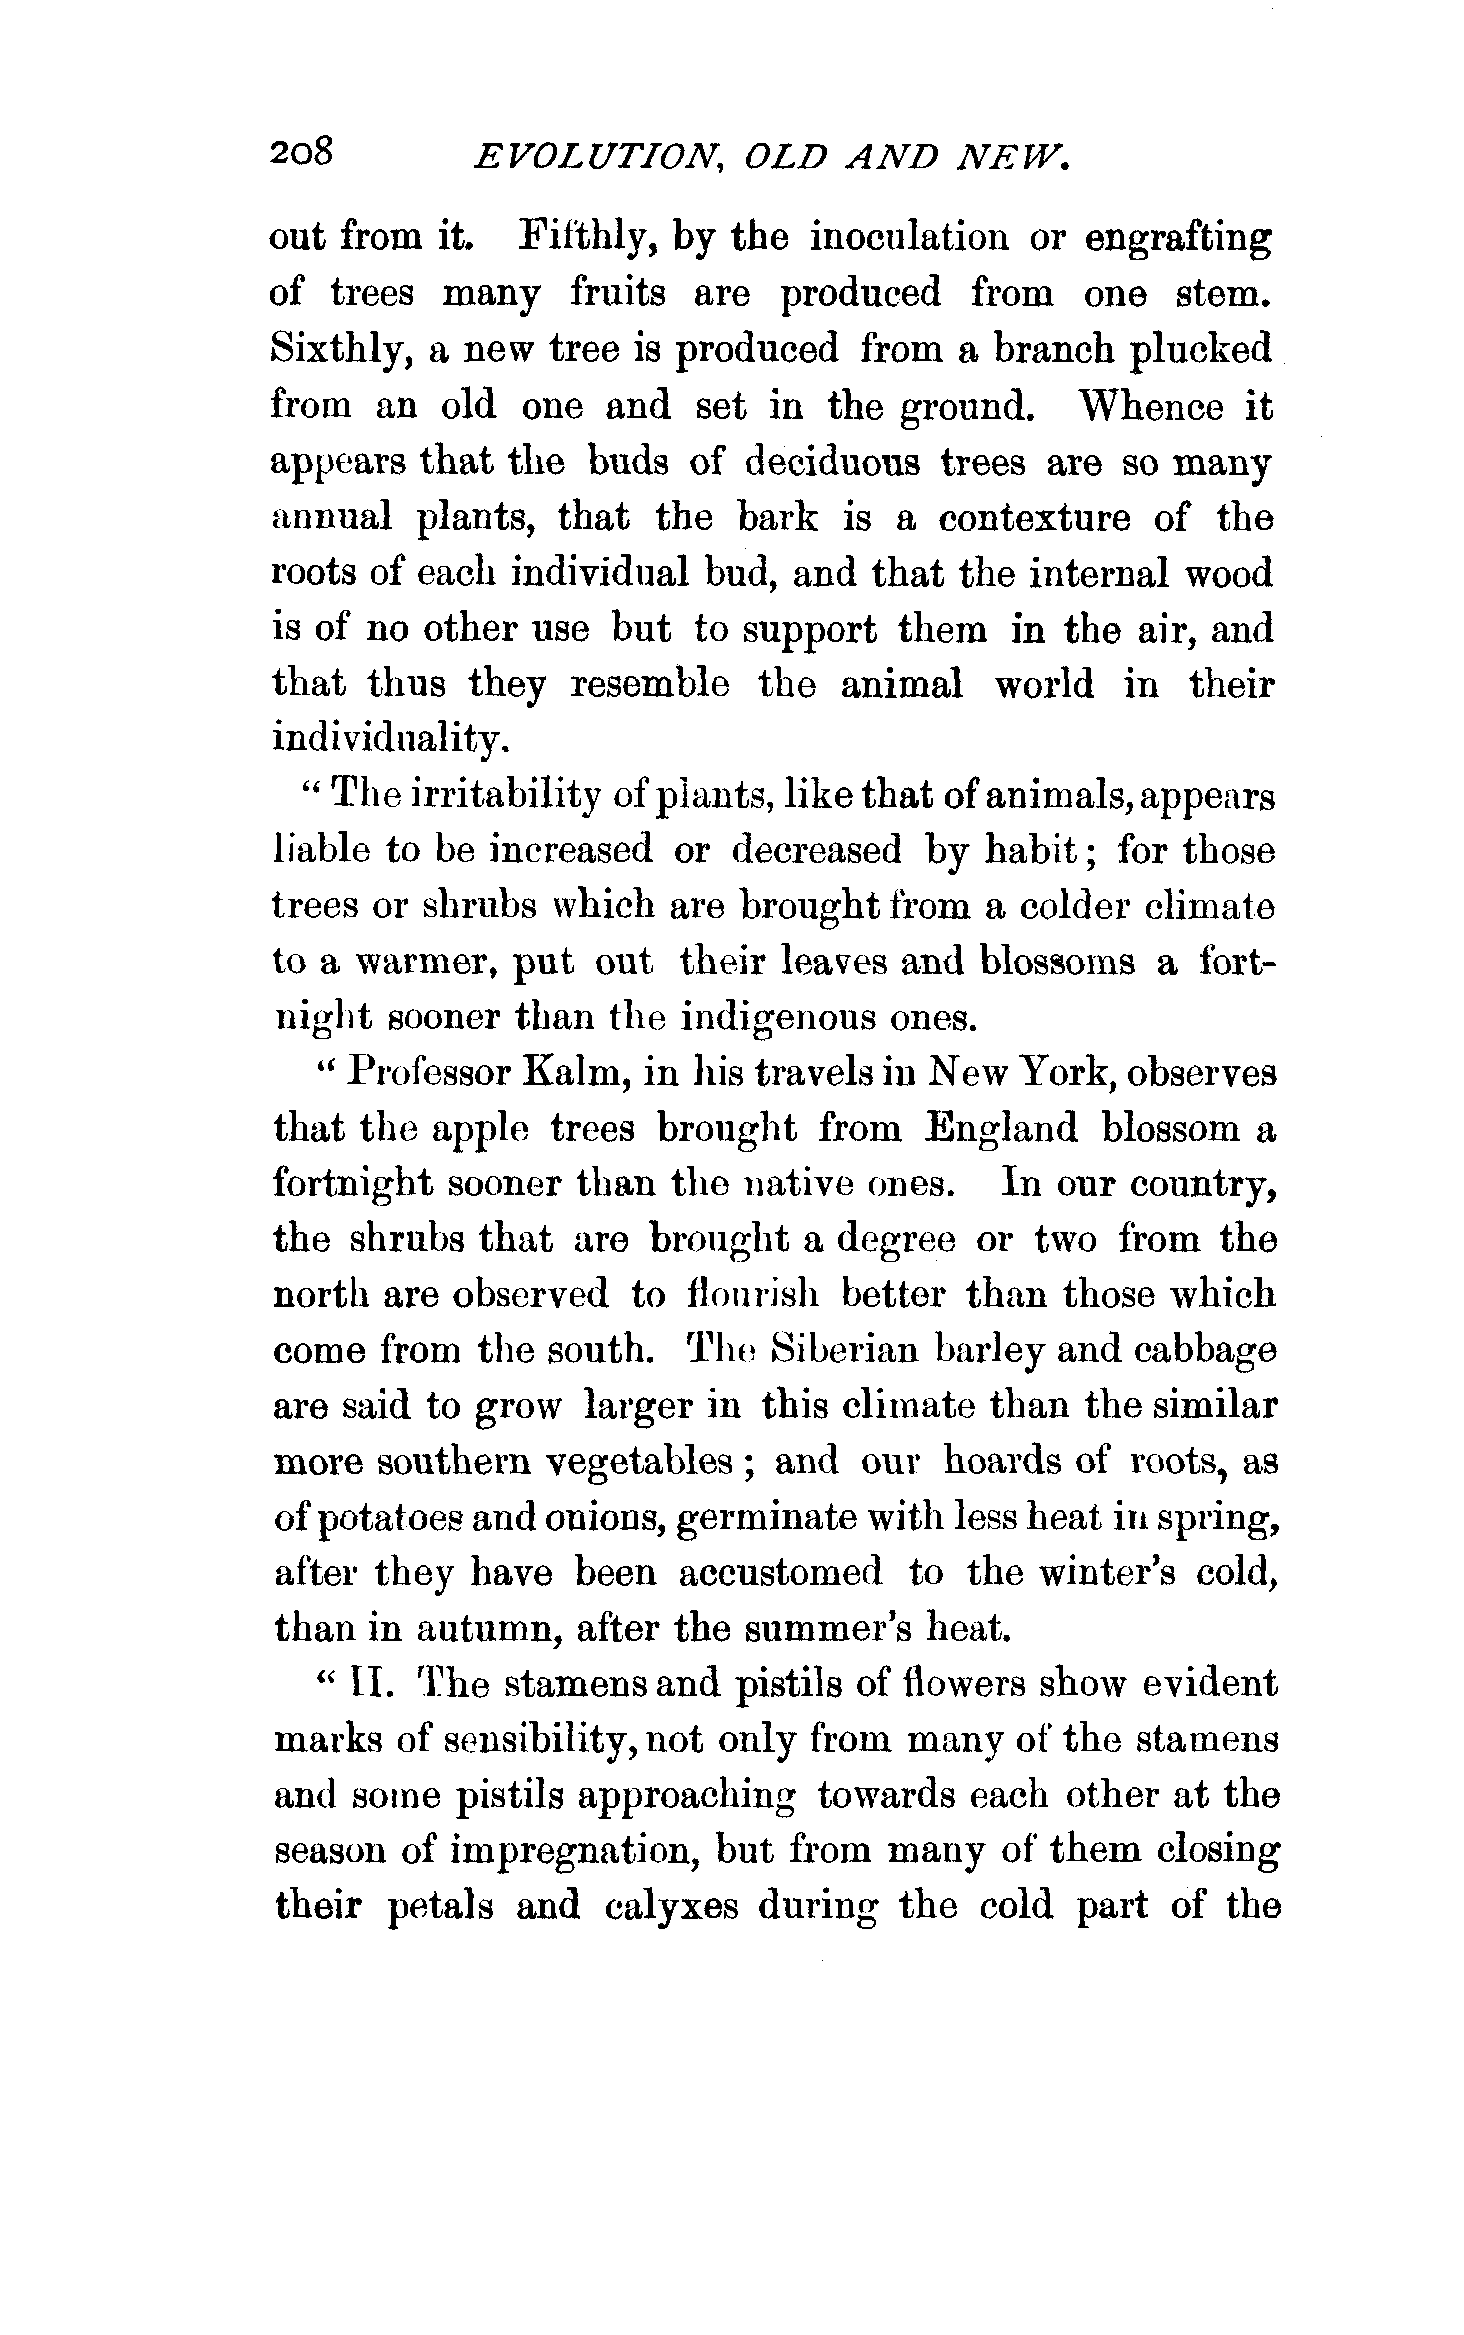 208 EVOLUTION, OLD AND NEW.
out from it. Fifthly, by the inoculation or engrafting
of trees many fruits are produced from one stem.
Sixthly, a new tree is produced from a branch plucked
from an old one and set in the ground. Whence it
appears that the buds of deciduous trees are so many
annual plants, that the bark is a contexture of the
roots of each individual bud, and that the internal wood
is of no other use but to support them in the air, and
that thus they resemble the animal world in their
individuality.
“ The irritability of plants, like that of animals, appears
liable to be increased or decreased by habit ; for those
trees or shrubs which are brought from a colder climate
to a warmer, put out their leaves and blossoms a fort-
night sooner than the indigenous ones.
“ Professor Kalm, in his travels in New York, observes
that the apple trees brought from England blossom a
fortnight sooner than the native ones. In our country,
the shrubs that are brought a degree or two from the
north are observed to flourish better than those which
come from the south. The Siberian barley and cabbage
are said to grow larger in this climate than the similar
more southern vegetables ; and our hoards of roots, as
of potatoes and onions, germinate with less heat in spring,
after they have been accustomed to the winter's cold,
than in autumn, after the summer's heat.
“ II. The stamens and pistils of flowers show evident
marks of sensibility, not only from many of the stamens
and some pistils approaching towards each other at the
season of impregnation, but from many of them closing
their petals and calyxes during the cold part of the